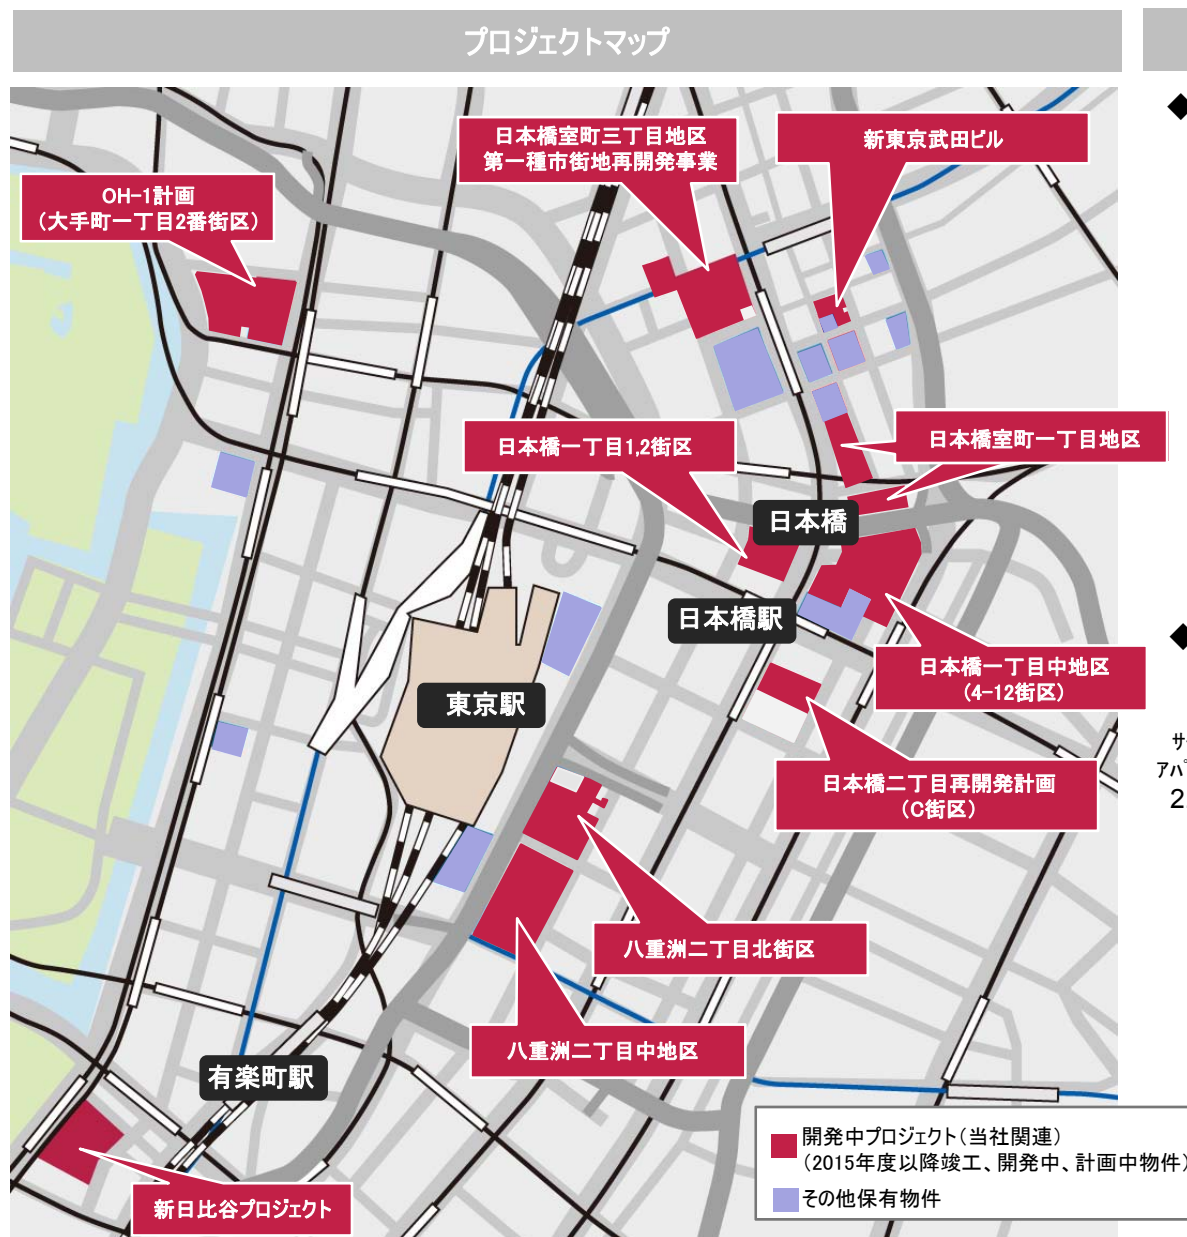 プロジェクトマップ
日本橋室町三丁目地区
第一種市街地再開発事業
新東京武田ビル
OH-1計画
(大手町一丁目2番街区)
日本橋一丁目1,2街区
日本橋室町一丁目地区
日本橋
日本橋駅
日本橋一丁目中地区
(4-12街区)
東京駅
日本橋二丁目再開発計画
(C街区)
八重洲二丁目北街区
八重洲二丁目中地区
有楽町駅
新日比谷プロジェクト
開発中プロジェクト(当社関連)
(2015年度以降竣工、開発中、計画中物件)
その他保有物件
サ
アパ
2